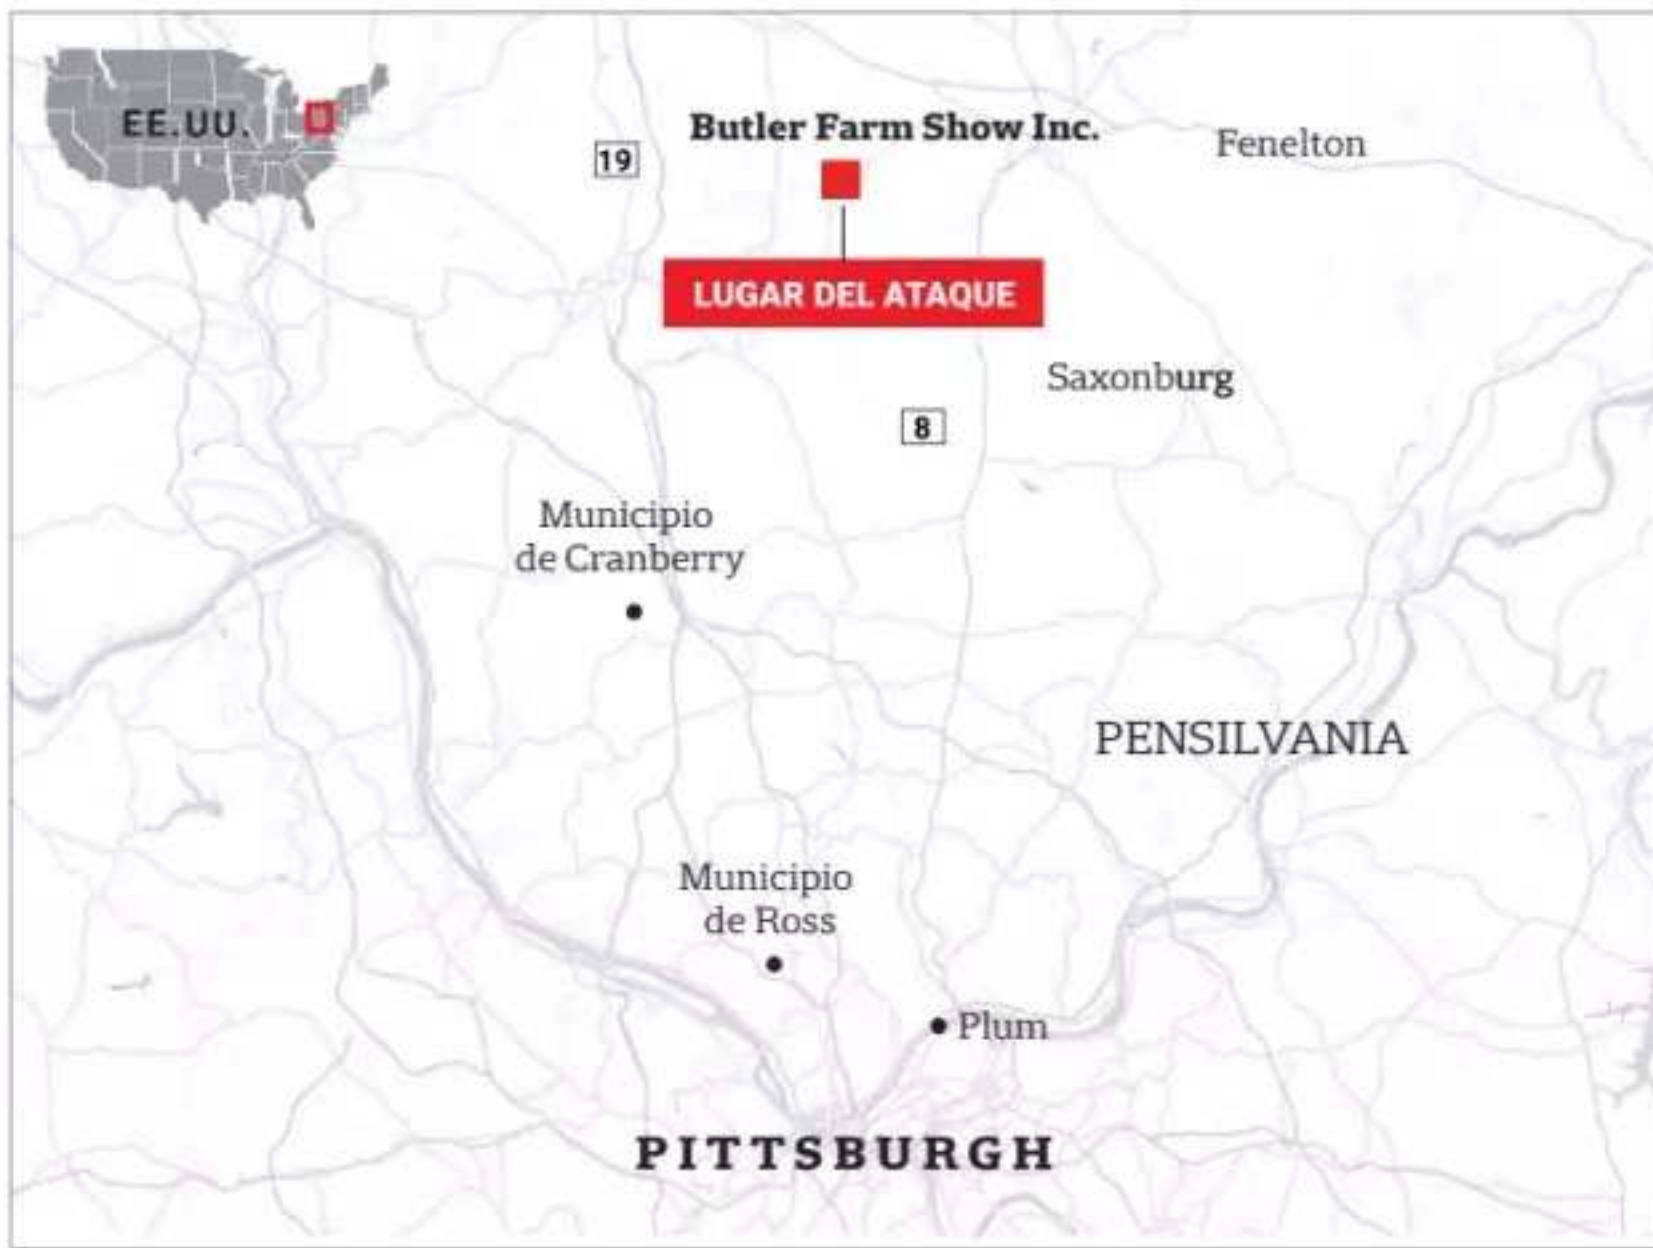 EE.UU.
Butler Farm Show Inc.
Fenelton
19
LUGAR DEL ATAQUE
Saxonburg
8
Municipio
de Cranberry
PENSILVANIA
Municipio
de Ross
Plum
PITTSBURGH